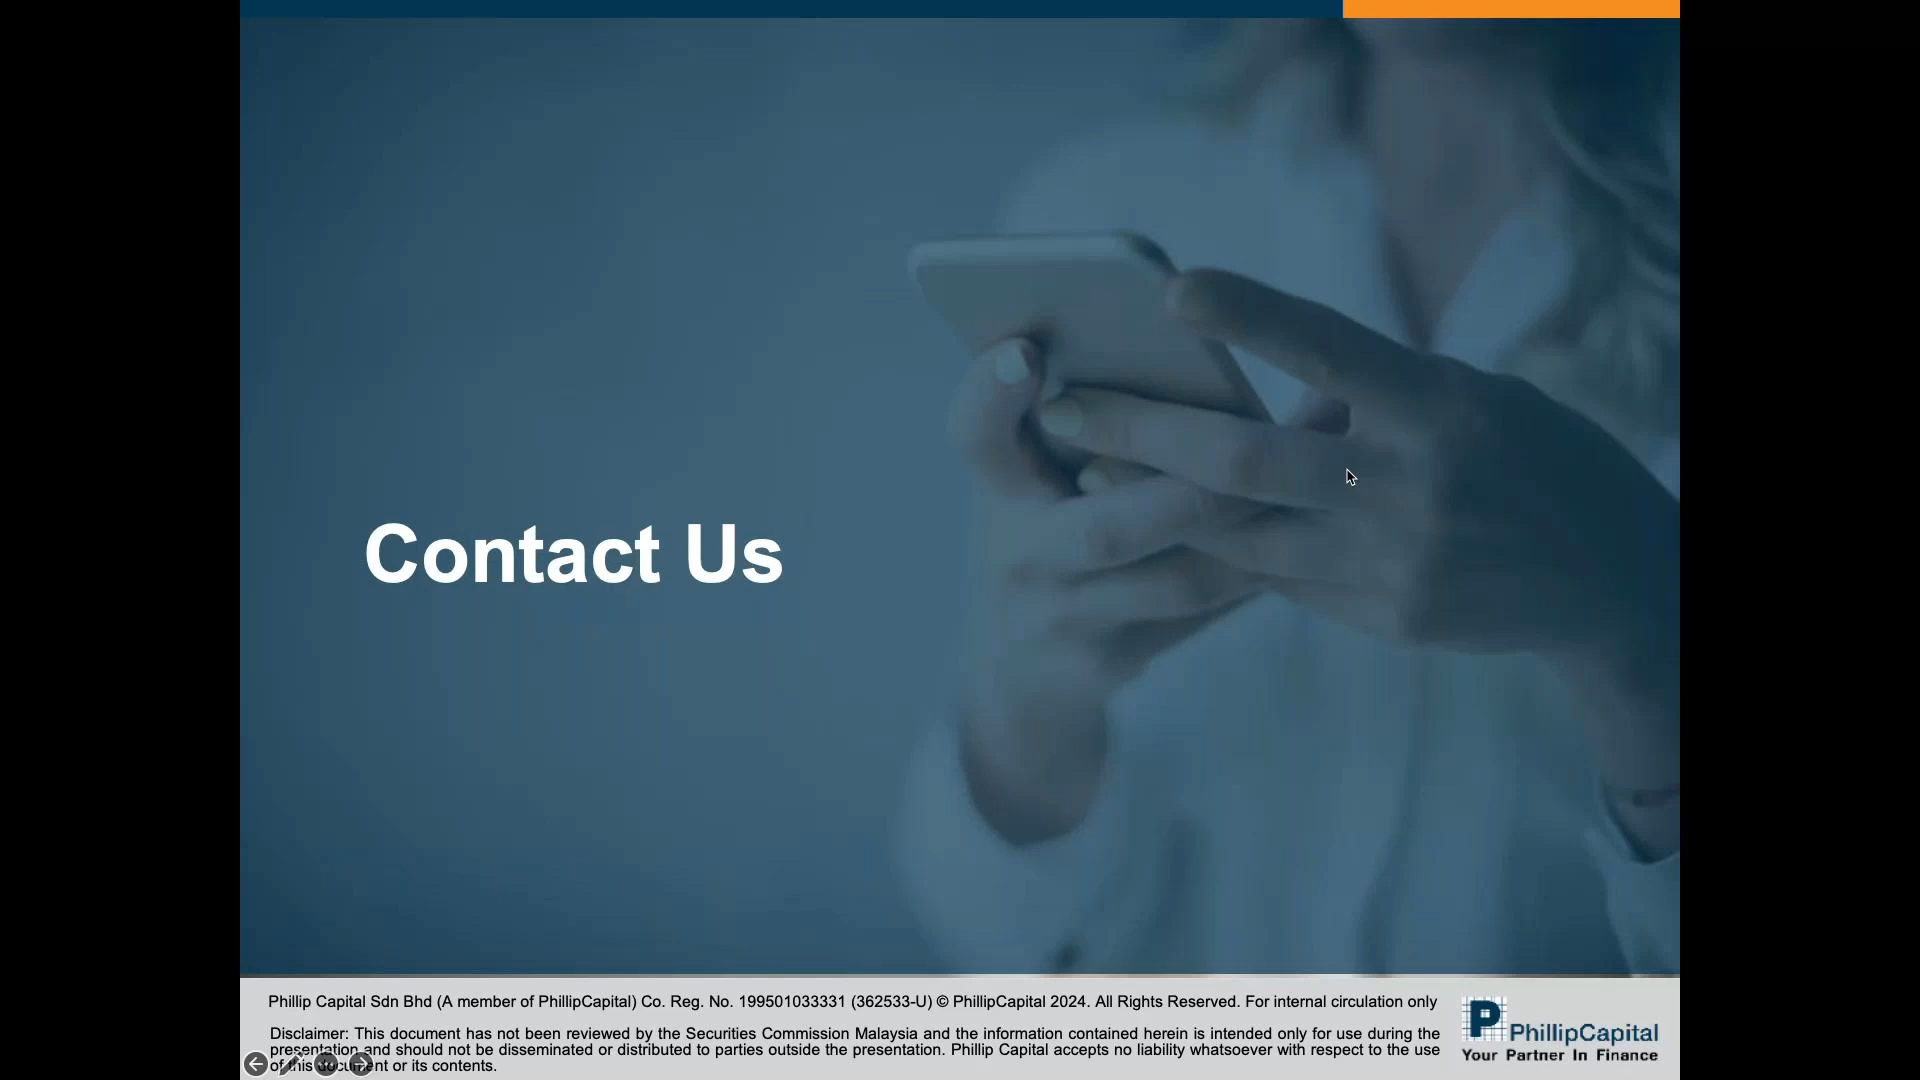 Contact Us
Phillip Capital Sdn Bhd (A member of PhillipCapital) Co. Reg. No. 199501033331 (362533-U) © PhillipCapital 2024. All Rights Reserved. For internal circulation only
Disclaimer: This document has not been reviewed by the Securities Commission Malaysia and the information contained herein is intended only for use during the
presentation and should not be disseminated or distributed to parties outside the presentation. Phillip Capital accepts no liability whatsoever with respect to the use
of this document or its contents.
PhillipCapital
Your Partner In Finance